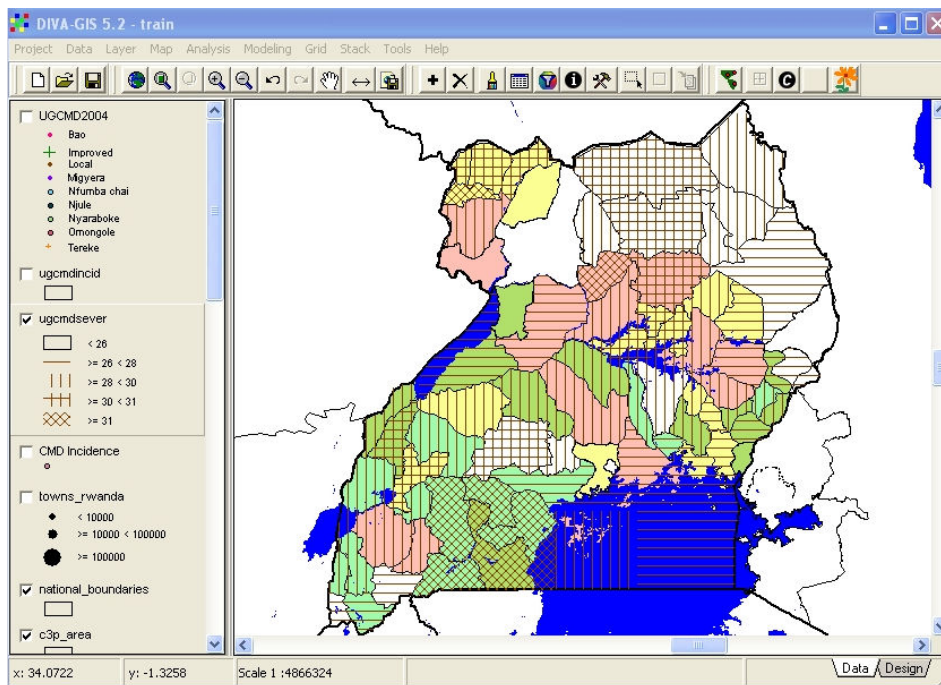 DIVA-GIS 5.2 - train
Project Data Layer Map Analysis Modeling Grid Stack Tools Help
UGCMD2004
Bao
Improved
Local
Migyera
Nfumba chai
Njule
Nyaraboke
Omongole
Tereke
ugcmdincid
ugcmdsever
< 26
>= 26 < 28
>= 28 < 30
>= 30 < 31
>= 31
CMD Incidence
towns_rwanda
< 10000
>= 10000 < 100000
>= 100000
national_boundaries
c3p_area
x: 34.0722 y: -1.3258 Scale 1 :4866324 Data Design